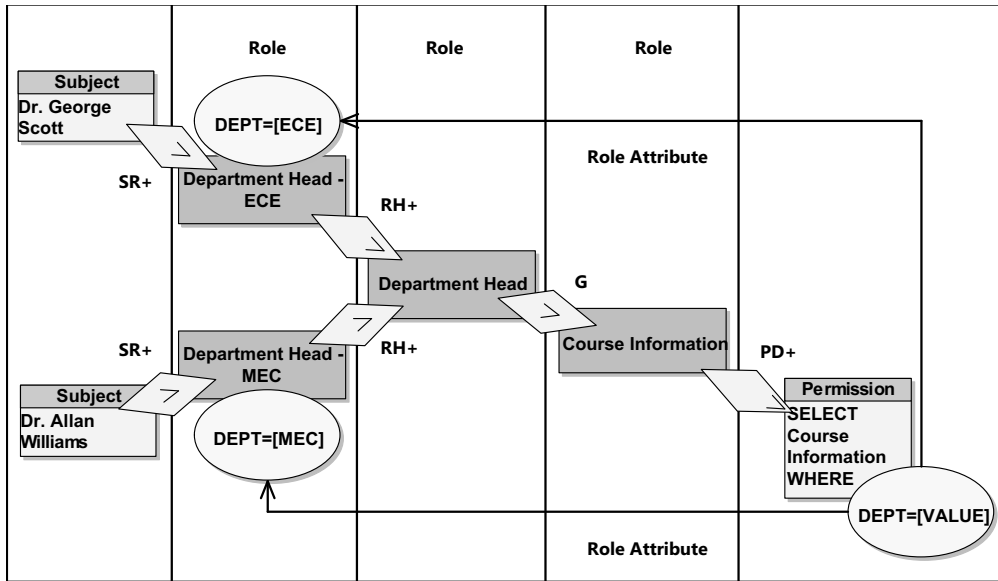 Role
Role
Role
Subject
Dr. George
Scott
DEPT=[ECE]
Role Attribute
SR+
Department Head -
ECE
RH+
Department Head
G
SR+
Department Head -
MEC
RH+
Course Information
PD+
Subject
Dr. Allan
Williams
DEPT=[MEC]
Permission
SELECT
Course
Information
WHERE
DEPT=[VALUE]
Role Attribute